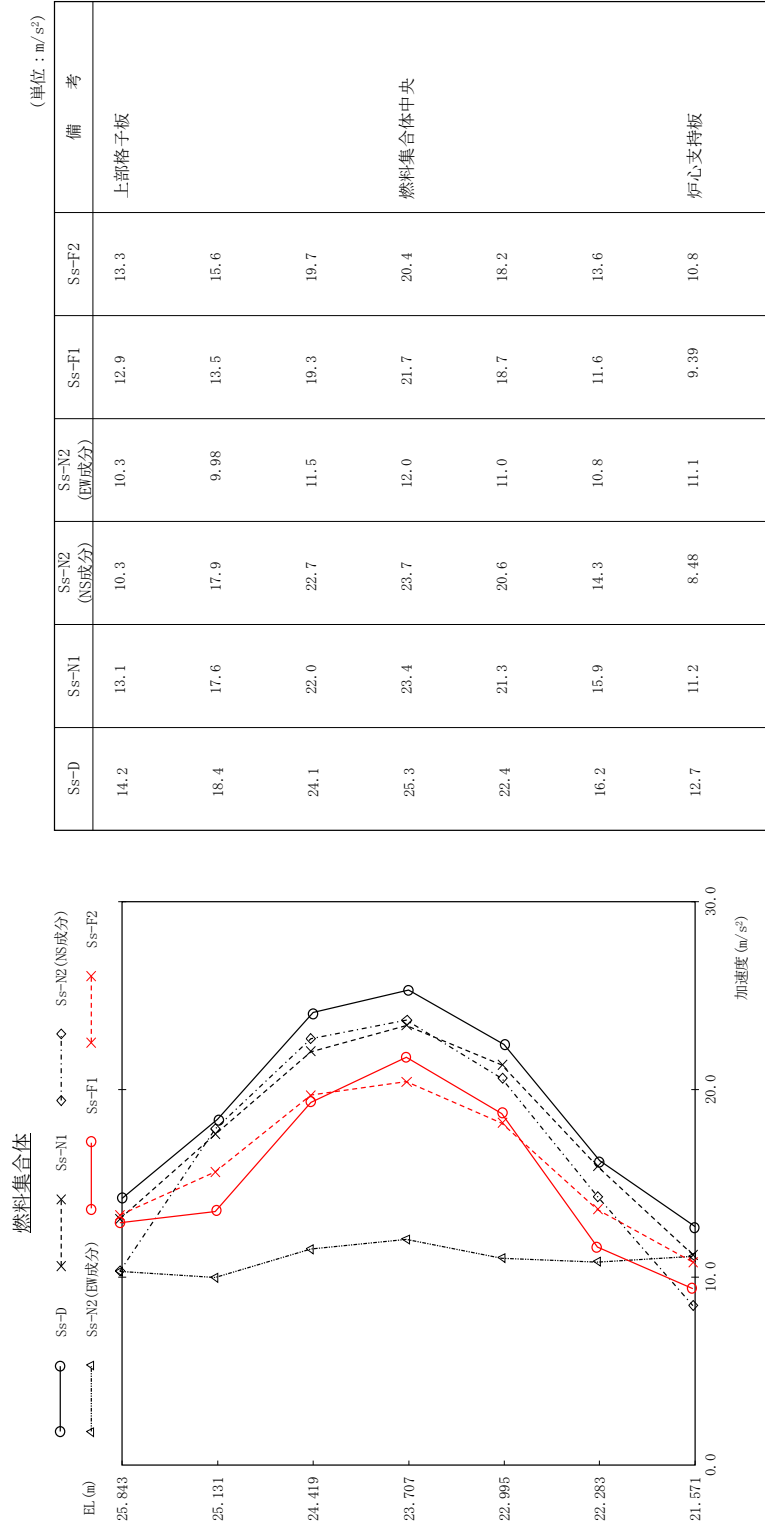 燃料集合体
Ss-D Ss-N1 Ss-N2(NS成分)
Ss-N2(EW成分) Ss-F1 Ss-F2
EL(m)
25.843
25.131
24.419
23.707
22.995
22.283
21.571
0.0 10.0 20.0 30.0
加速度(m/s²)
(単位:m/s²)
Ss-D Ss-N1 Ss-N2(NS成分) Ss-N2(EW成分) Ss-F1 Ss-F2 備 考
14.2 13.1 10.3 10.3 12.9 13.3 上部格子板
18.4 17.6 17.9 9.98 13.5 15.6
24.1 22.0 22.7 11.5 19.3 19.7
25.3 23.4 23.7 12.0 21.7 20.4 燃料集合体中央
22.4 21.3 20.6 11.0 18.7 18.2
16.2 15.9 14.3 10.8 11.6 13.6
12.7 11.2 8.48 11.1 9.39 10.8 炉心支持板